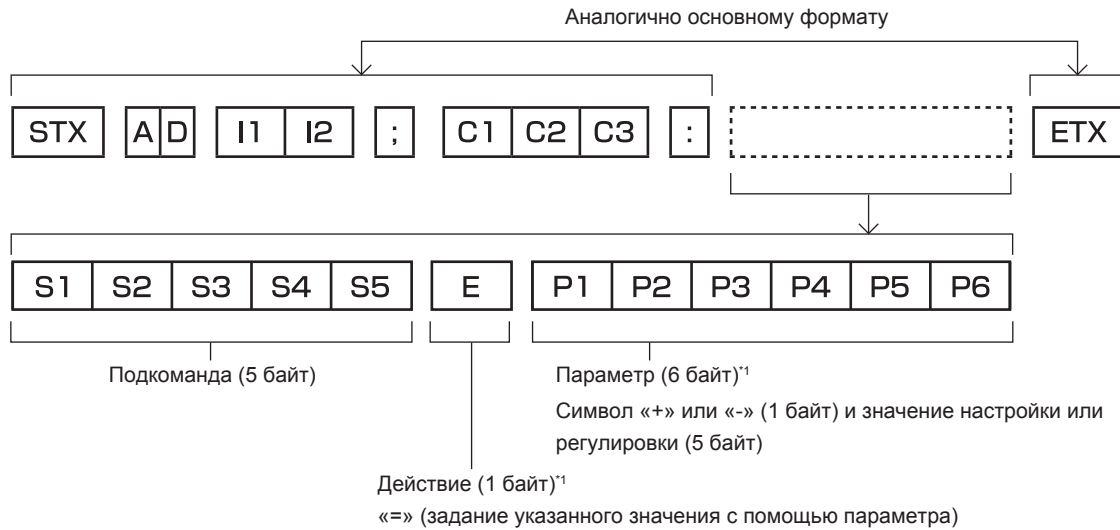 Аналогично основному формату
STX A D I1 I2 ; C1 C2 C3 : ETX
S1 S2 S3 S4 S5 E P1 P2 P3 P4 P5 P6
Подкоманда (5 байт)
Параметр (6 байт)*1
Символ «+» или «-» (1 байт) и значение настройки или
регулировки (5 байт)
Действие (1 байт)*1
«=» (задание указанного значения с помощью параметра)